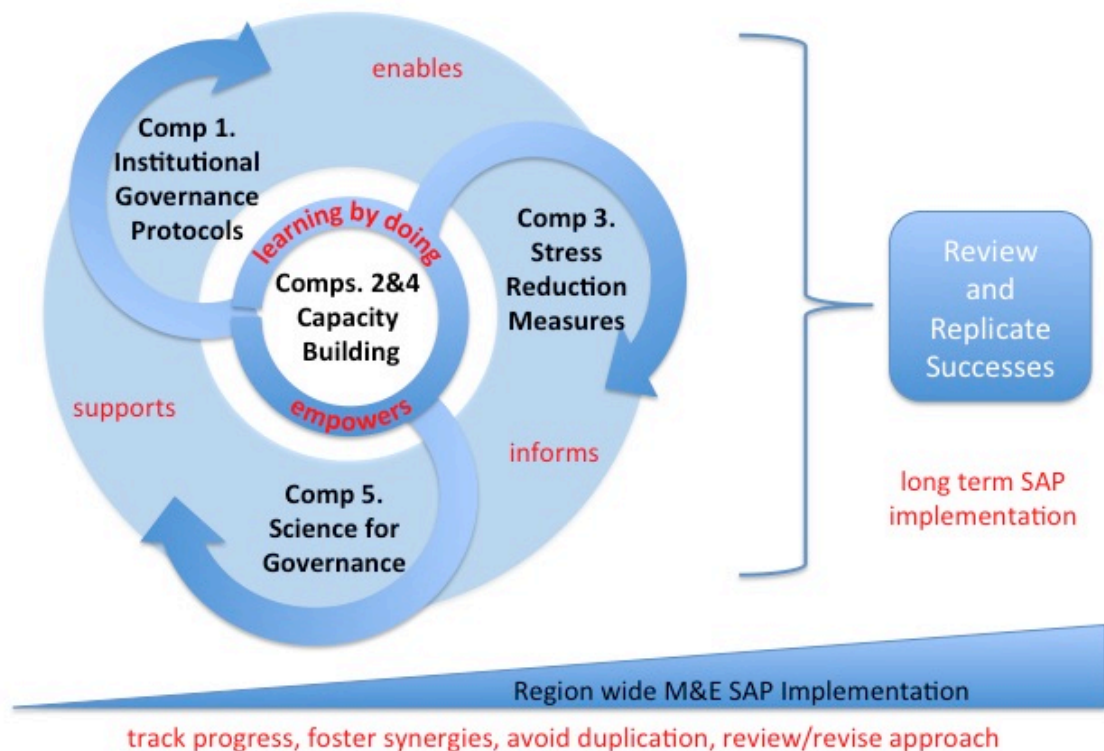 enables
Comp 1.
Institutional
Governance
Protocols
learning by doing
Comps. 2&4
Capacity
Building
empowers
Comp 3.
Stress
Reduction
Measures
supports
informs
Comp 5.
Science for
Governance
Review
and
Replicate
Successes
long term SAP
implementation
Region wide M&E SAP Implementation
track progress, foster synergies, avoid duplication, review/revise approach